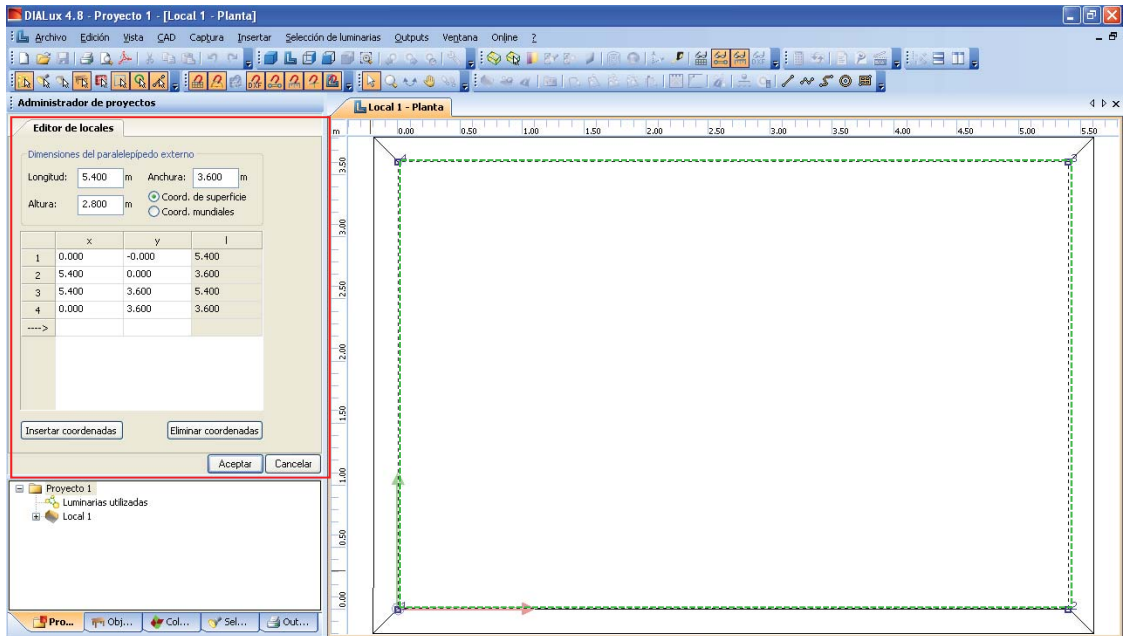 DIALux 4.8 - Proyecto 1 - [Local 1 - Planta]
Archivo Edición Vista CAD Captura Insertar Selección de luminarias Outputs Ventana Online ?
Administrador de proyectos
Local 1 - Planta
Editor de locales
Dimensiones del paralelepípedo externo
Longitud: 5.400 m Anchura: 3.600 m
Altura: 2.800 m
Coord. de superficie
Coord. mundiales
x y l
1 0.000 -0.000 5.400
2 5.400 0.000 3.600
3 5.400 3.600 5.400
4 0.000 3.600 3.600
---->
Insertar coordenadas Eliminar coordenadas
Aceptar Cancelar
Proyecto 1
Luminarias utilizadas
Local 1
Pro... Obj... Col... Sel... Out...
m 0.00 0.50 1.00 1.50 2.00 2.50 3.00 3.50 4.00 4.50 5.00 5.50
3.50
3.00
2.50
2.00
1.50
1.00
0.50
0.00
4 3
2